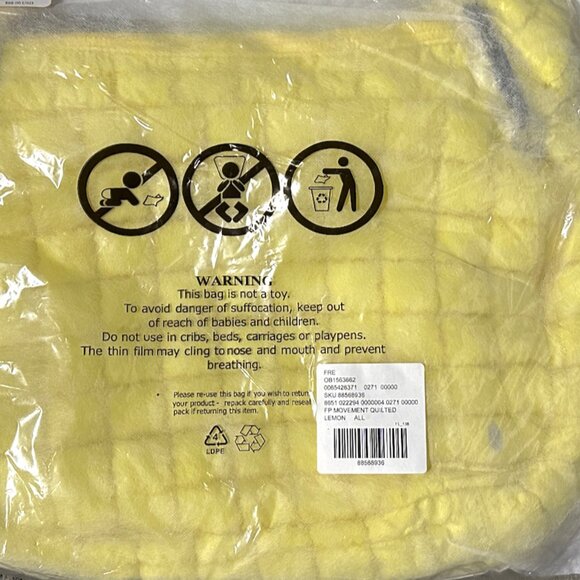 WARNING
This bag is not a toy.
To avoid danger of suffocation, keep out
of reach of babies and children.
Do not use in cribs, beds, carriages or playpens.
The thin film may cling to nose and mouth and prevent
breathing.
• Please re-use this bag if you wish to return
your product - repack carefully and reseal
pack if returning this item.
4
LDPE
FRE
OB1563662
0065426371 0271 00000
SKU 88568936
8651 022294 0000004 0271 00000
FP MOVEMENT QUILTED
LEMON ALL
88568936